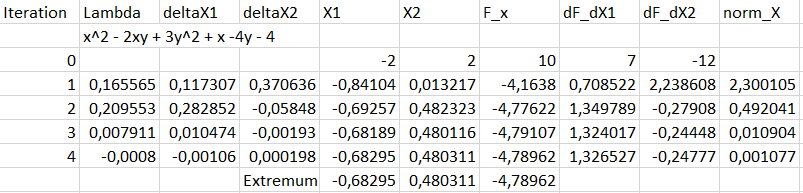 Iteration Lambda deltaX1 deltaX2 X1 X2 F_x dF_dX1 dF_dX2 norm_X
x^2 - 2xy + 3y^2 + x -4y - 4
0 -2 2 10 7 -12
1 0,165565 0,117307 0,370636 -0,84104 0,013217 -4,1638 0,708522 2,238608 2,300105
2 0,209553 0,282852 -0,05848 -0,69257 0,482323 -4,77622 1,349789 -0,27908 0,492041
3 0,007911 0,010474 -0,00193 -0,68189 0,480116 -4,79107 1,324017 -0,24448 0,010904
4 -0,0008 -0,00106 0,000198 -0,68295 0,480311 -4,78962 1,326527 -0,24777 0,001077
Extremum -0,68295 0,480311 -4,78962